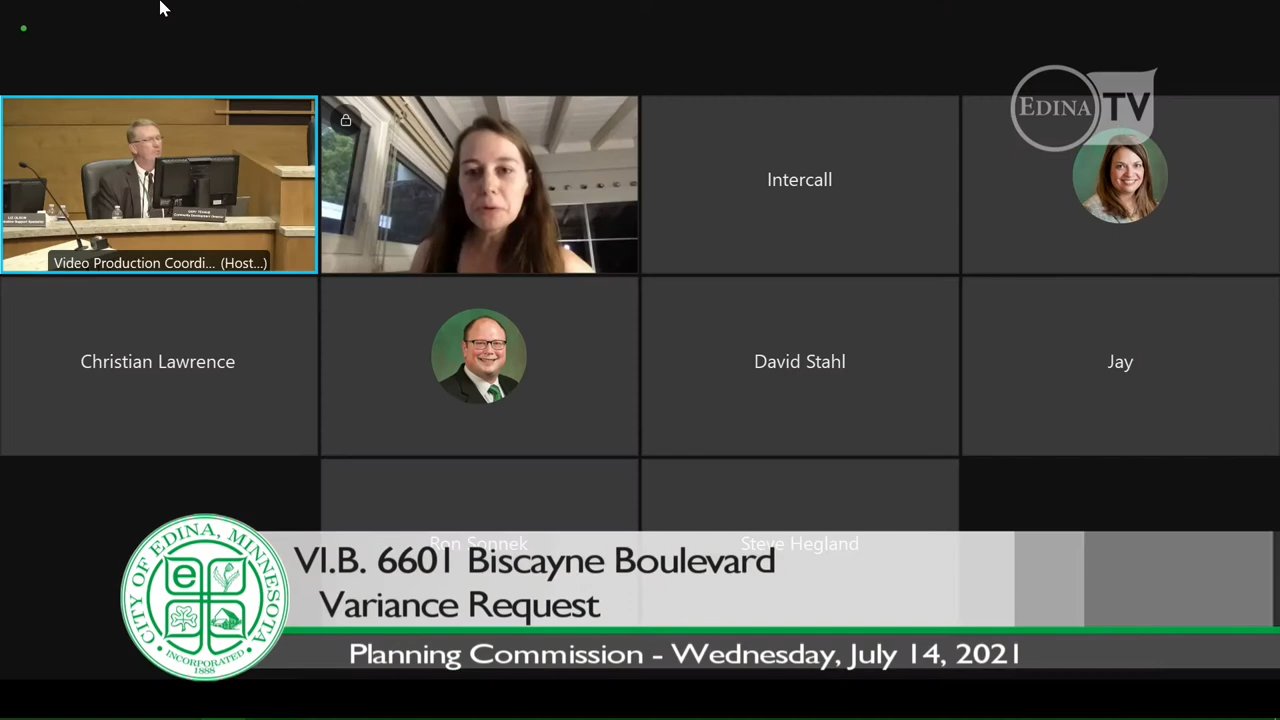 EDINA TV
Intercall
Video Production Coordi... (Host...)
Christian Lawrence
David Stahl
Jay
Ron Sonnek
Steve Hegland
VI.B. 6601 Biscayne Boulevard
Variance Request
Planning Commission - Wednesday, July 14, 2021
CITY OF EDINA, MINNESOTA
e
INCORPORATED
1888